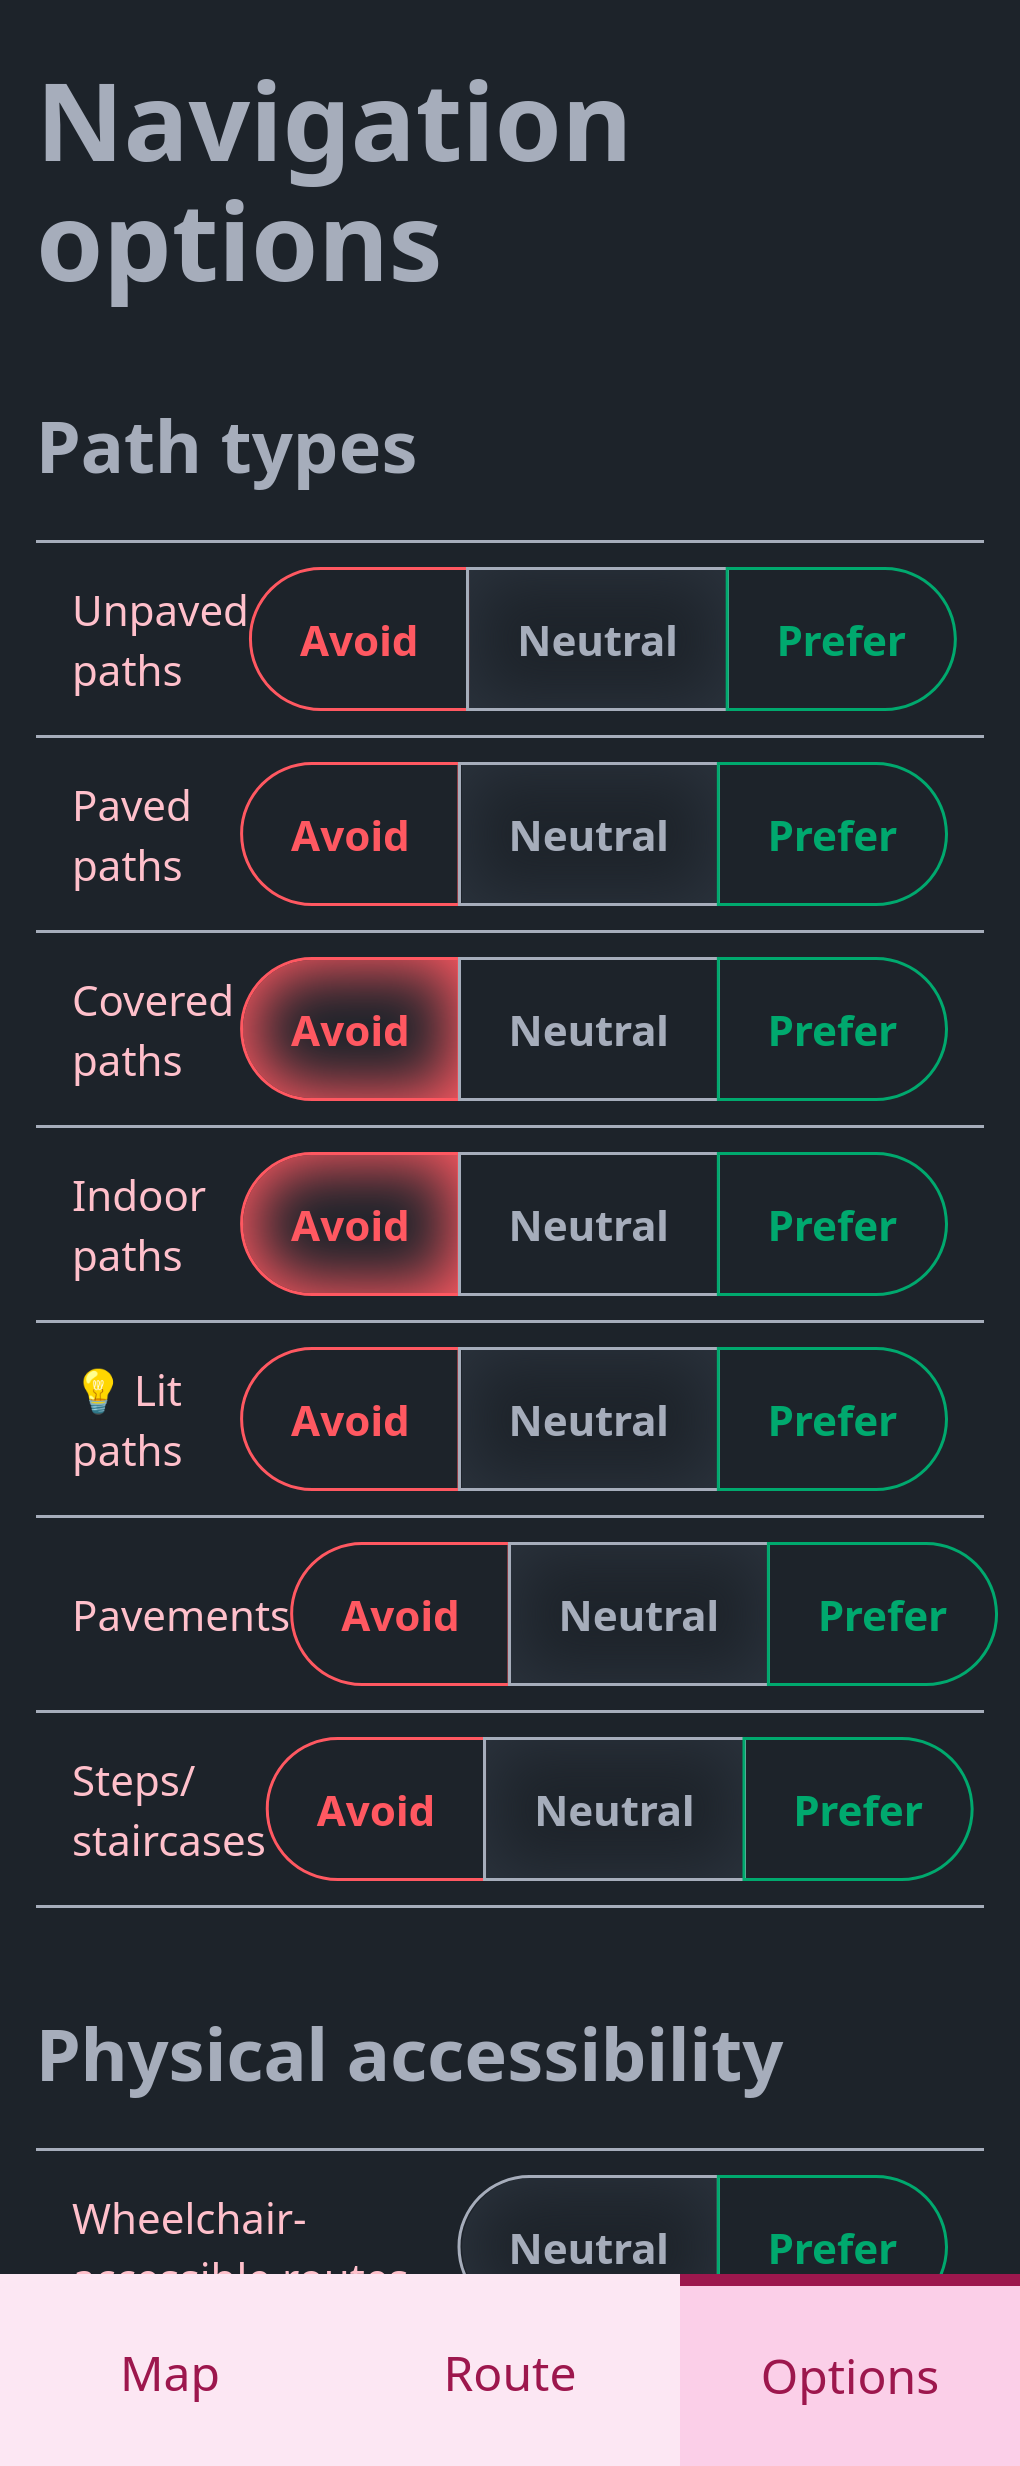 Navigation
options
Path types
Unpaved
paths
Avoid Neutral Prefer
Paved
paths
Avoid Neutral Prefer
Covered
paths
Avoid Neutral Prefer
Indoor
paths
Avoid Neutral Prefer
💡 Lit
paths
Avoid Neutral Prefer
Pavements Avoid Neutral Prefer
Steps/
staircases
Avoid Neutral Prefer
Physical accessibility
Wheelchair-
accessible routes
Neutral Prefer
Map Route Options